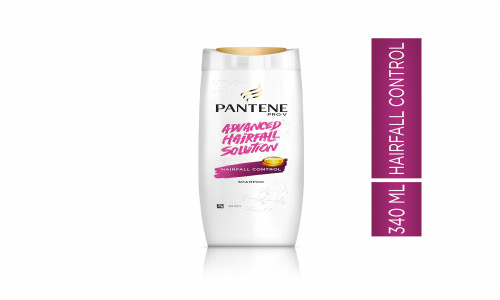 PANTENE
PRO-V
ADVANCED
HAIRFALL
SOLUTION
HAIRFALL CONTROL
SHAMPOO
HAIRFALL CONTROL
340 ML